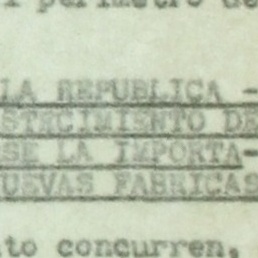 l perímetro de
LA REPUBLICA -
STECIMIENTO DE
SE LA IMPORTA-
UEVAS FABRICAS
to concurren,